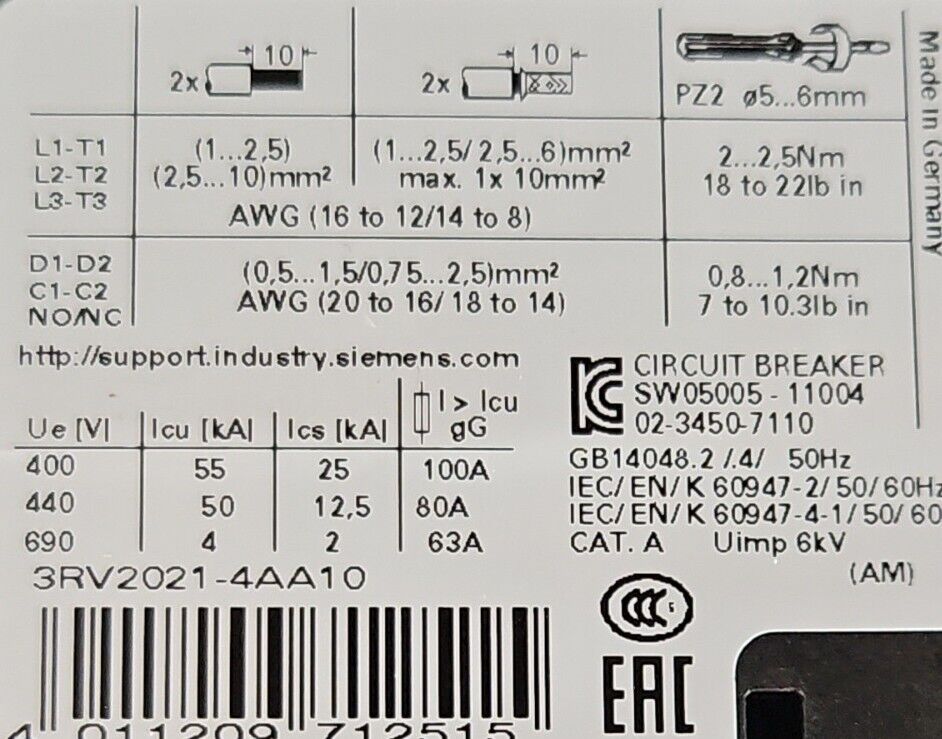 10
10
2x
2x
PZ2 ø5...6mm
L1-T1
L2-T2
L3-T3
(1...2,5)
(2,5...10)mm²
(1...2,5/2,5...6)mm²
max. 1x 10mm²
AWG (16 to 12/14 to 8)
2...2,5Nm
18 to 22lb in
D1-D2
C1-C2
NO/NC
(0,5...1,5/0,75...2,5)mm²
AWG (20 to 16/ 18 to 14)
0,8...1,2Nm
7 to 10.3lb in
Made in Germany
http://support.industry.siemens.com
Ue [V] Icu [kA] Ics [kA] I > Icu
gG
400 55 25 100A
440 50 12,5 80A
690 4 2 63A
KC
CIRCUIT BREAKER
SW05005 - 11004
02-3450-7110
GB14048.2 /.4/ 50Hz
IEC/EN/K 60947-2/50/60Hz
IEC/EN/K 60947-4-1/50/60
CAT. A Uimp 6kV
(AM)
3RV2021-4AA10
CCC
EAC
4 011209 712515